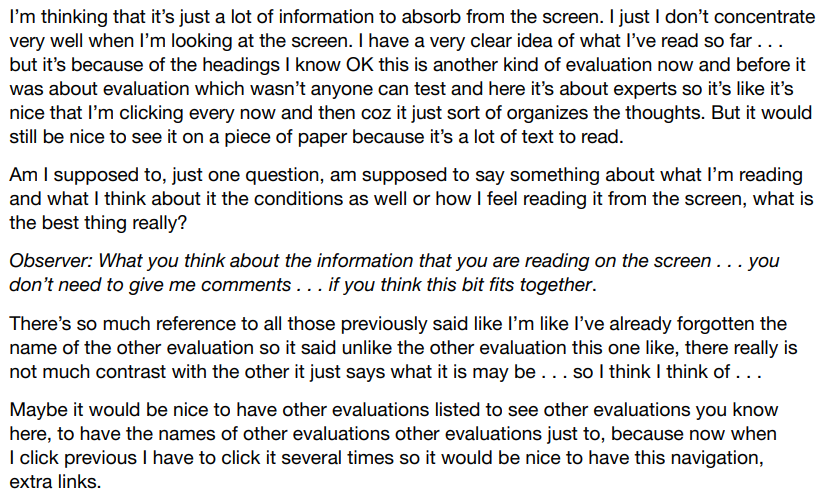 I’m thinking that it’s just a lot of information to absorb from the screen. I just I don’t concentrate
very well when I’m looking at the screen. I have a very clear idea of what I’ve read so far . . .
but it’s because of the headings I know OK this is another kind of evaluation now and before it
was about evaluation which wasn’t anyone can test and here it’s about experts so it’s like it’s
nice that I’m clicking every now and then coz it just sort of organizes the thoughts. But it would
still be nice to see it on a piece of paper because it’s a lot of text to read.
Am I supposed to, just one question, am supposed to say something about what I’m reading
and what I think about it the conditions as well or how I feel reading it from the screen, what is
the best thing really?
Observer: What you think about the information that you are reading on the screen . . . you
don’t need to give me comments . . . if you think this bit fits together.
There’s so much reference to all those previously said like I’m like I’ve already forgotten the
name of the other evaluation so it said unlike the other evaluation this one like, there really is
not much contrast with the other it just says what it is may be . . . so I think I think of . . .
Maybe it would be nice to have other evaluations listed to see other evaluations you know
here, to have the names of other evaluations other evaluations just to, because now when
I click previous I have to click it several times so it would be nice to have this navigation,
extra links.